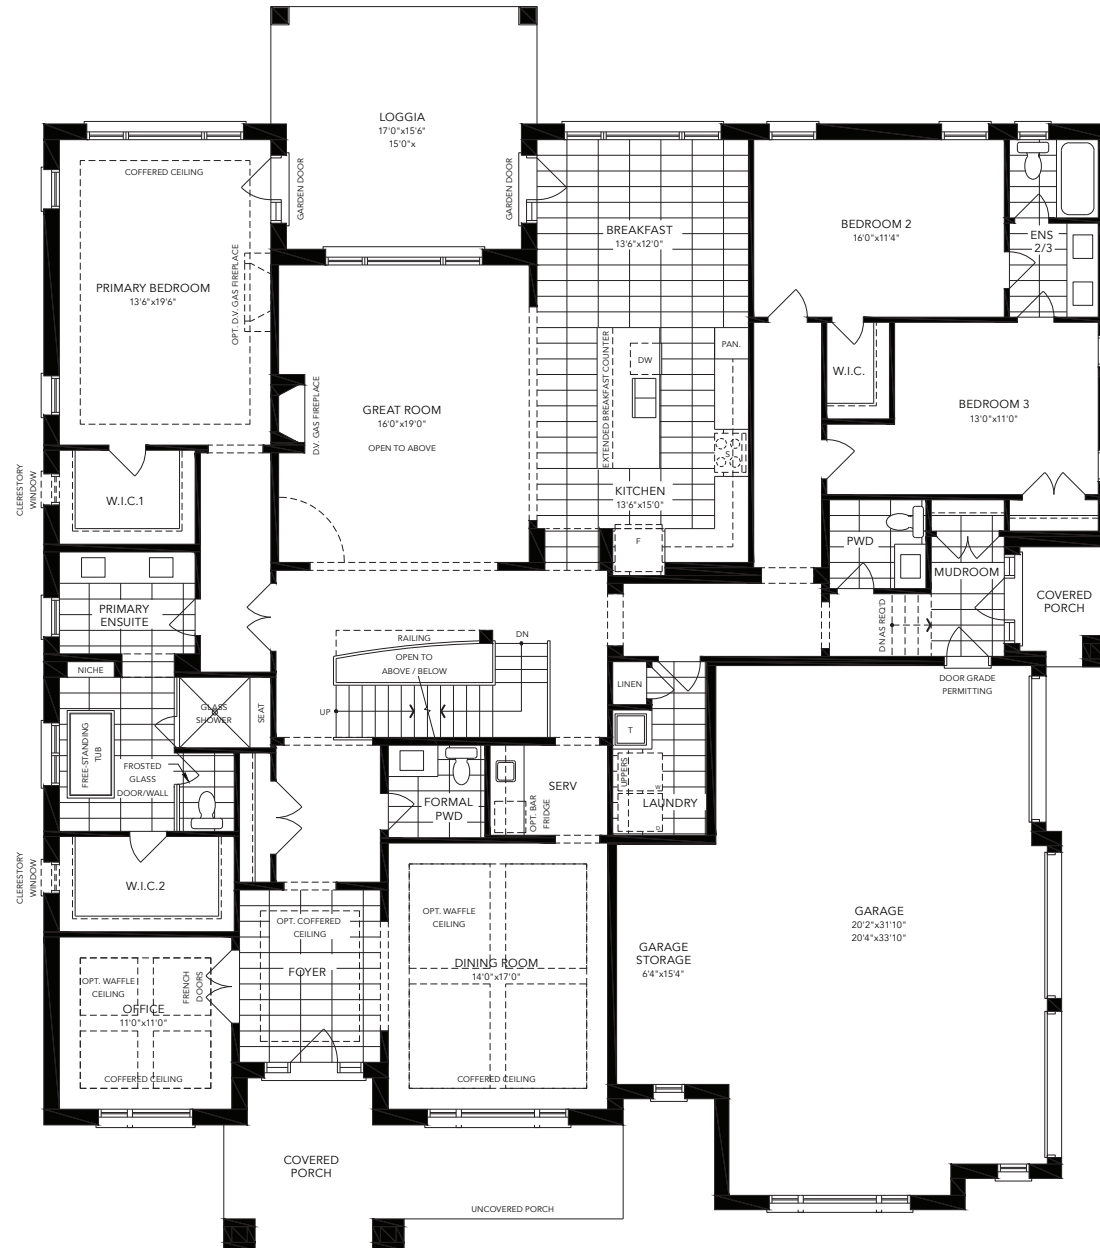 LOGGIA
17'0"x15'6"
15'0"x
COFFERED CEILING
GARDEN DOOR
GARDEN DOOR
BREAKFAST
13'6"x12'0"
BEDROOM 2
16'0"x11'4"
ENS
2/3
PRIMARY BEDROOM
13'6"x19'6"
OPT. D.V. GAS FIREPLACE
EXTENDED BREAKFAST COUNTER
DW
PAN.
W.I.C.
D.V. GAS FIREPLACE
GREAT ROOM
16'0"x19'0"
OPEN TO ABOVE
BEDROOM 3
13'0"x11'0"
S
CLERESTORY
WINDOW
W.I.C.1
KITCHEN
13'6"x15'0"
F
PWD
MUDROOM
COVERED
PORCH
PRIMARY
ENSUITE
DN AS REQ'D
RAILING
DN
OPEN TO
ABOVE / BELOW
NICHE
LINEN
DOOR GRADE
PERMITTING
GLASS
SHOWER
SEAT
UP
FREE-STANDING
TUB
T
FROSTED
GLASS
DOOR/WALL
UPPERS
W
D
FORMAL
PWD
SERV
OPT. BAR
FRIDGE
LAUNDRY
CLERESTORY
WINDOW
W.I.C.2
OPT. COFFERED
CEILING
OPT. WAFFLE
CEILING
GARAGE
20'2"x31'10"
20'4"x33'10"
GARAGE
STORAGE
6'4"x15'4"
FOYER
DINING ROOM
14'0"x17'0"
OPT. WAFFLE
CEILING
FRENCH
DOORS
OFFICE
11'0"x11'0"
COFFERED CEILING
COFFERED CEILING
COVERED
PORCH
UNCOVERED PORCH